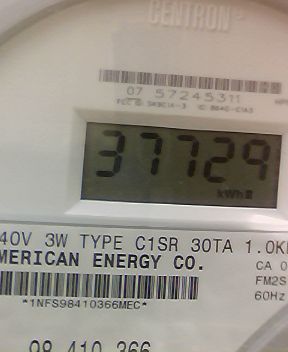 CENTRON
07 57245311
37729
kWh
40V 3W TYPE C1SR 30TA 1.0K
MERICAN ENERGY CO.
CA 0
FM2S
60Hz
*1NFS98410366MEC*
98 410 366